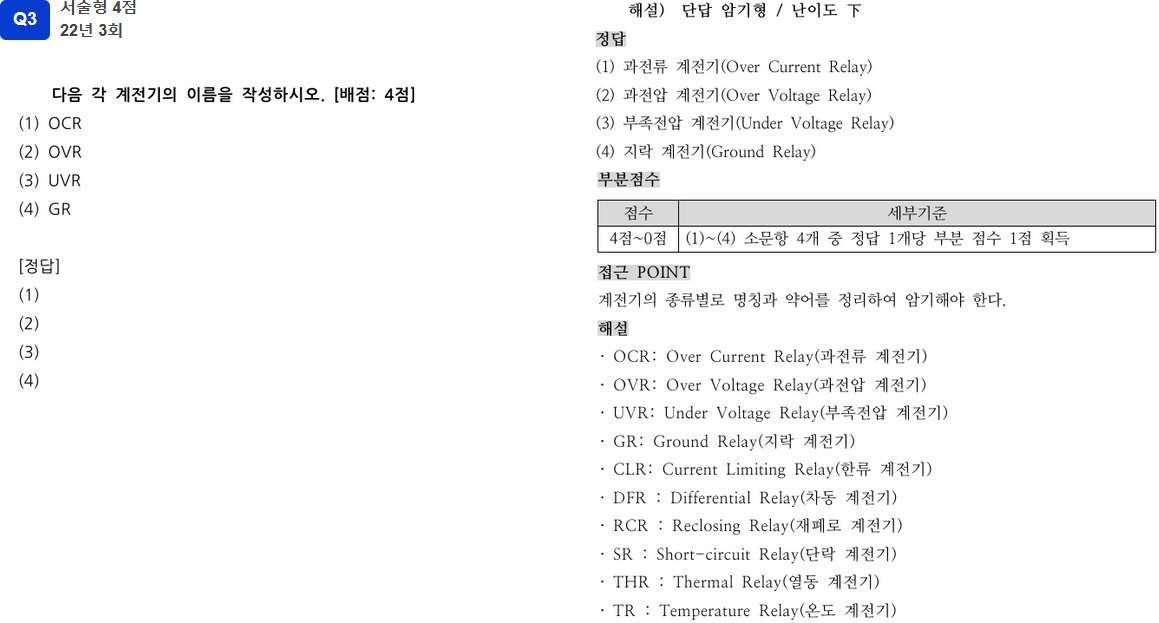 Q3
서술형 4점
22년 3회
다음 각 계전기의 이름을 작성하시오. [배점: 4점]
(1) OCR
(2) OVR
(3) UVR
(4) GR
[정답]
(1)
(2)
(3)
(4)
해설) 단답 암기형 / 난이도 下
정답
(1) 과전류 계전기(Over Current Relay)
(2) 과전압 계전기(Over Voltage Relay)
(3) 부족전압 계전기(Under Voltage Relay)
(4) 지락 계전기(Ground Relay)
부분점수
점수 세부기준
4점~0점 (1)~(4) 소문항 4개 중 정답 1개당 부분 점수 1점 획득
접근 POINT
계전기의 종류별로 명칭과 약어를 정리하여 암기해야 한다.
해설
· OCR: Over Current Relay(과전류 계전기)
· OVR: Over Voltage Relay(과전압 계전기)
· UVR: Under Voltage Relay(부족전압 계전기)
· GR: Ground Relay(지락 계전기)
· CLR: Current Limiting Relay(한류 계전기)
· DFR : Differential Relay(차동 계전기)
· RCR : Reclosing Relay(재폐로 계전기)
· SR : Short-circuit Relay(단락 계전기)
· THR : Thermal Relay(열동 계전기)
· TR : Temperature Relay(온도 계전기)